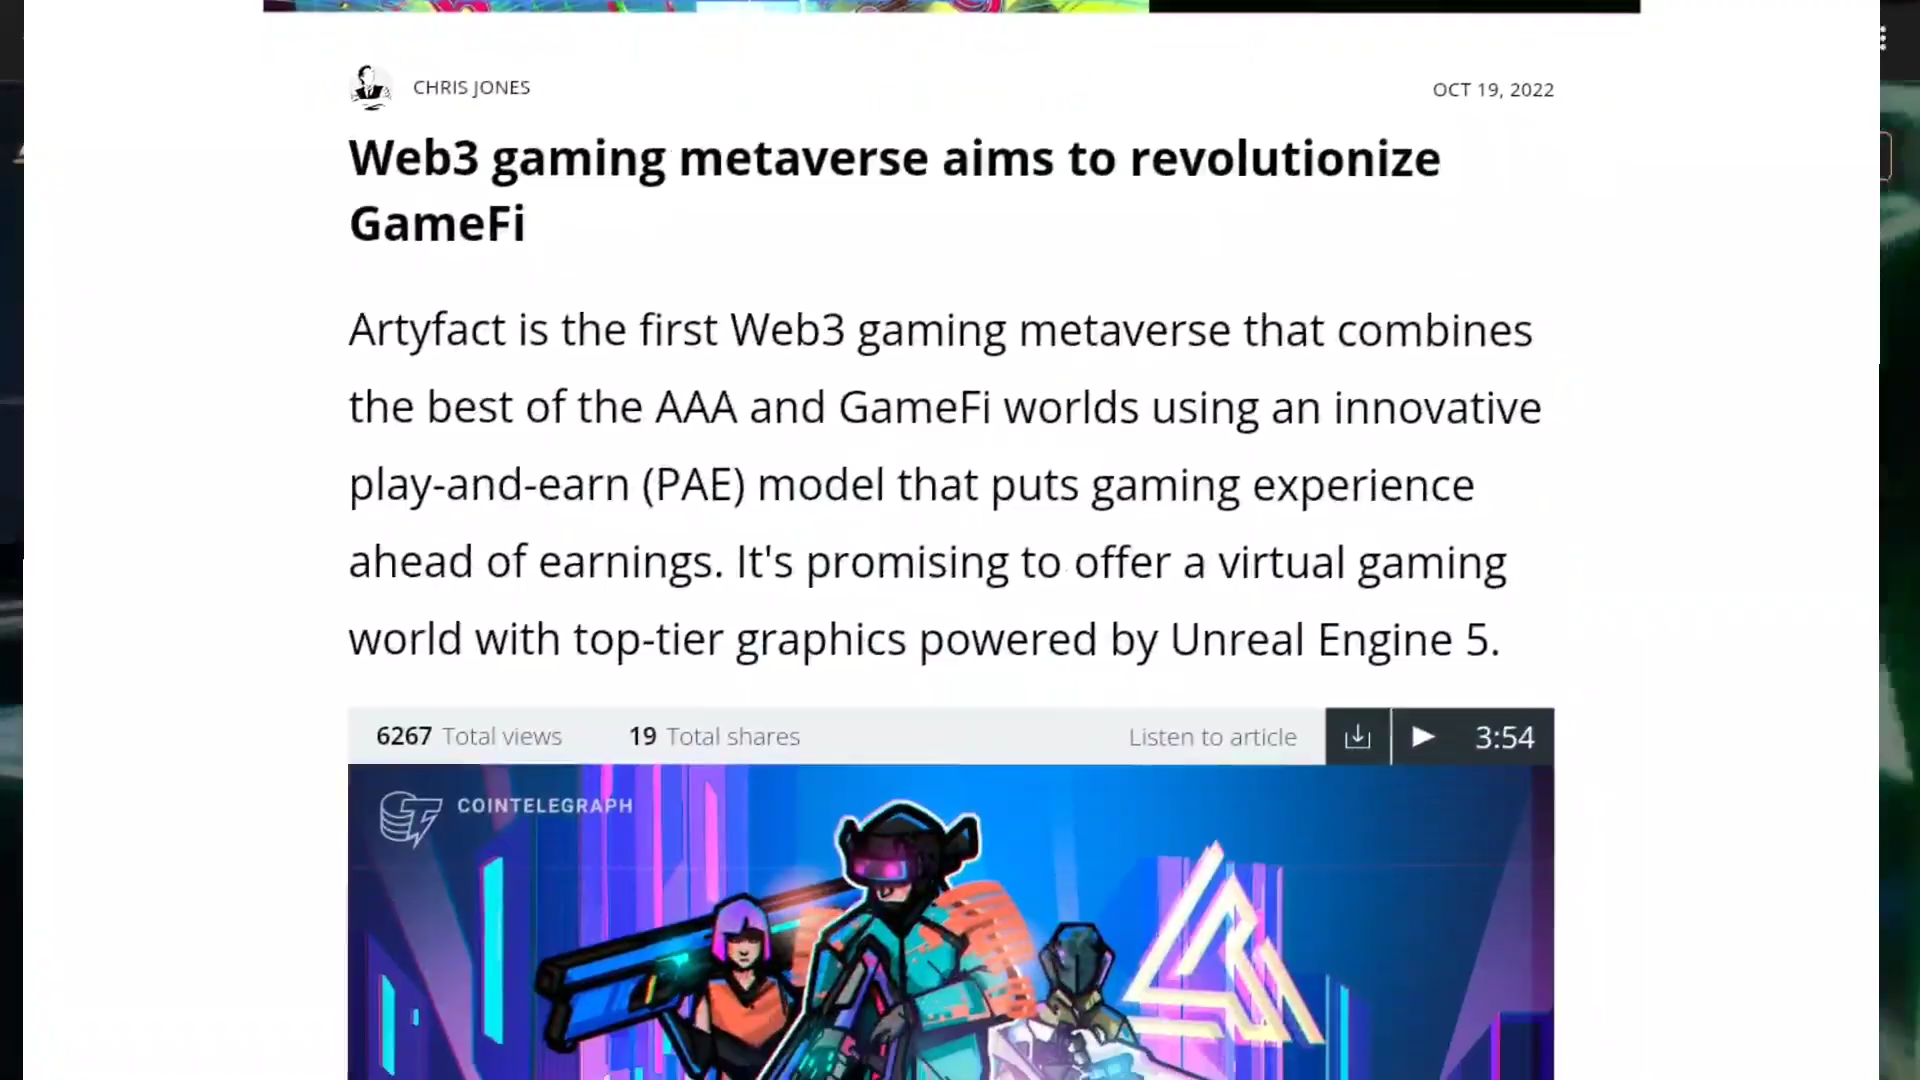 CHRIS JONES
OCT 19, 2022
Web3 gaming metaverse aims to revolutionize
GameFi
Artyfact is the first Web3 gaming metaverse that combines
the best of the AAA and GameFi worlds using an innovative
play-and-earn (PAE) model that puts gaming experience
ahead of earnings. It's promising to offer a virtual gaming
world with top-tier graphics powered by Unreal Engine 5.
6267 Total views 19 Total shares Listen to article 3:54
COINTELEGRAPH